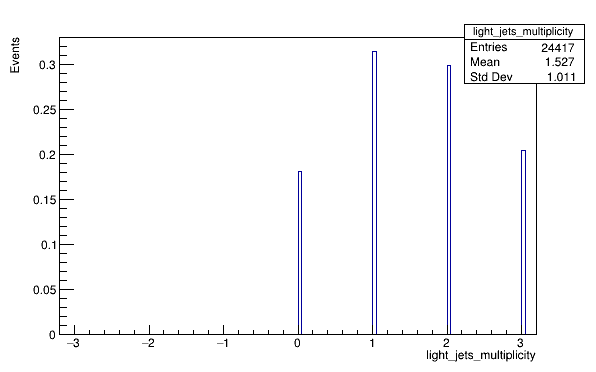 light_jets_multiplicity
Entries 24417
Mean 1.527
Std Dev 1.011
Events
0.3
0.25
0.2
0.15
0.1
0.05
0
−3 −2 −1 0 1 2 3
light_jets_multiplicity